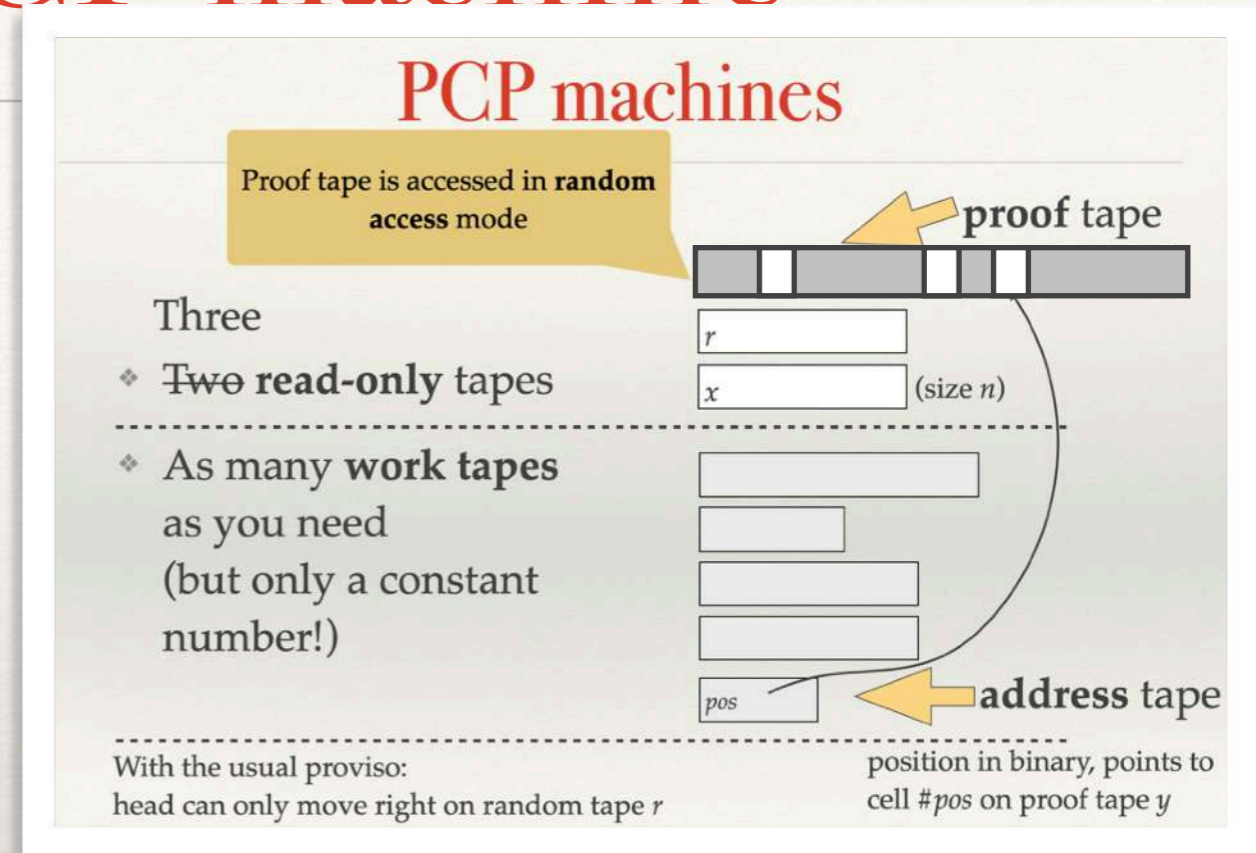 PCP machines
Proof tape is accessed in random
access mode
proof tape
Three
r
Two read-only tapes
x
(size n)
As many work tapes
as you need
(but only a constant
number!)
pos
address tape
With the usual proviso:
head can only move right on random tape r
position in binary, points to
cell #pos on proof tape y